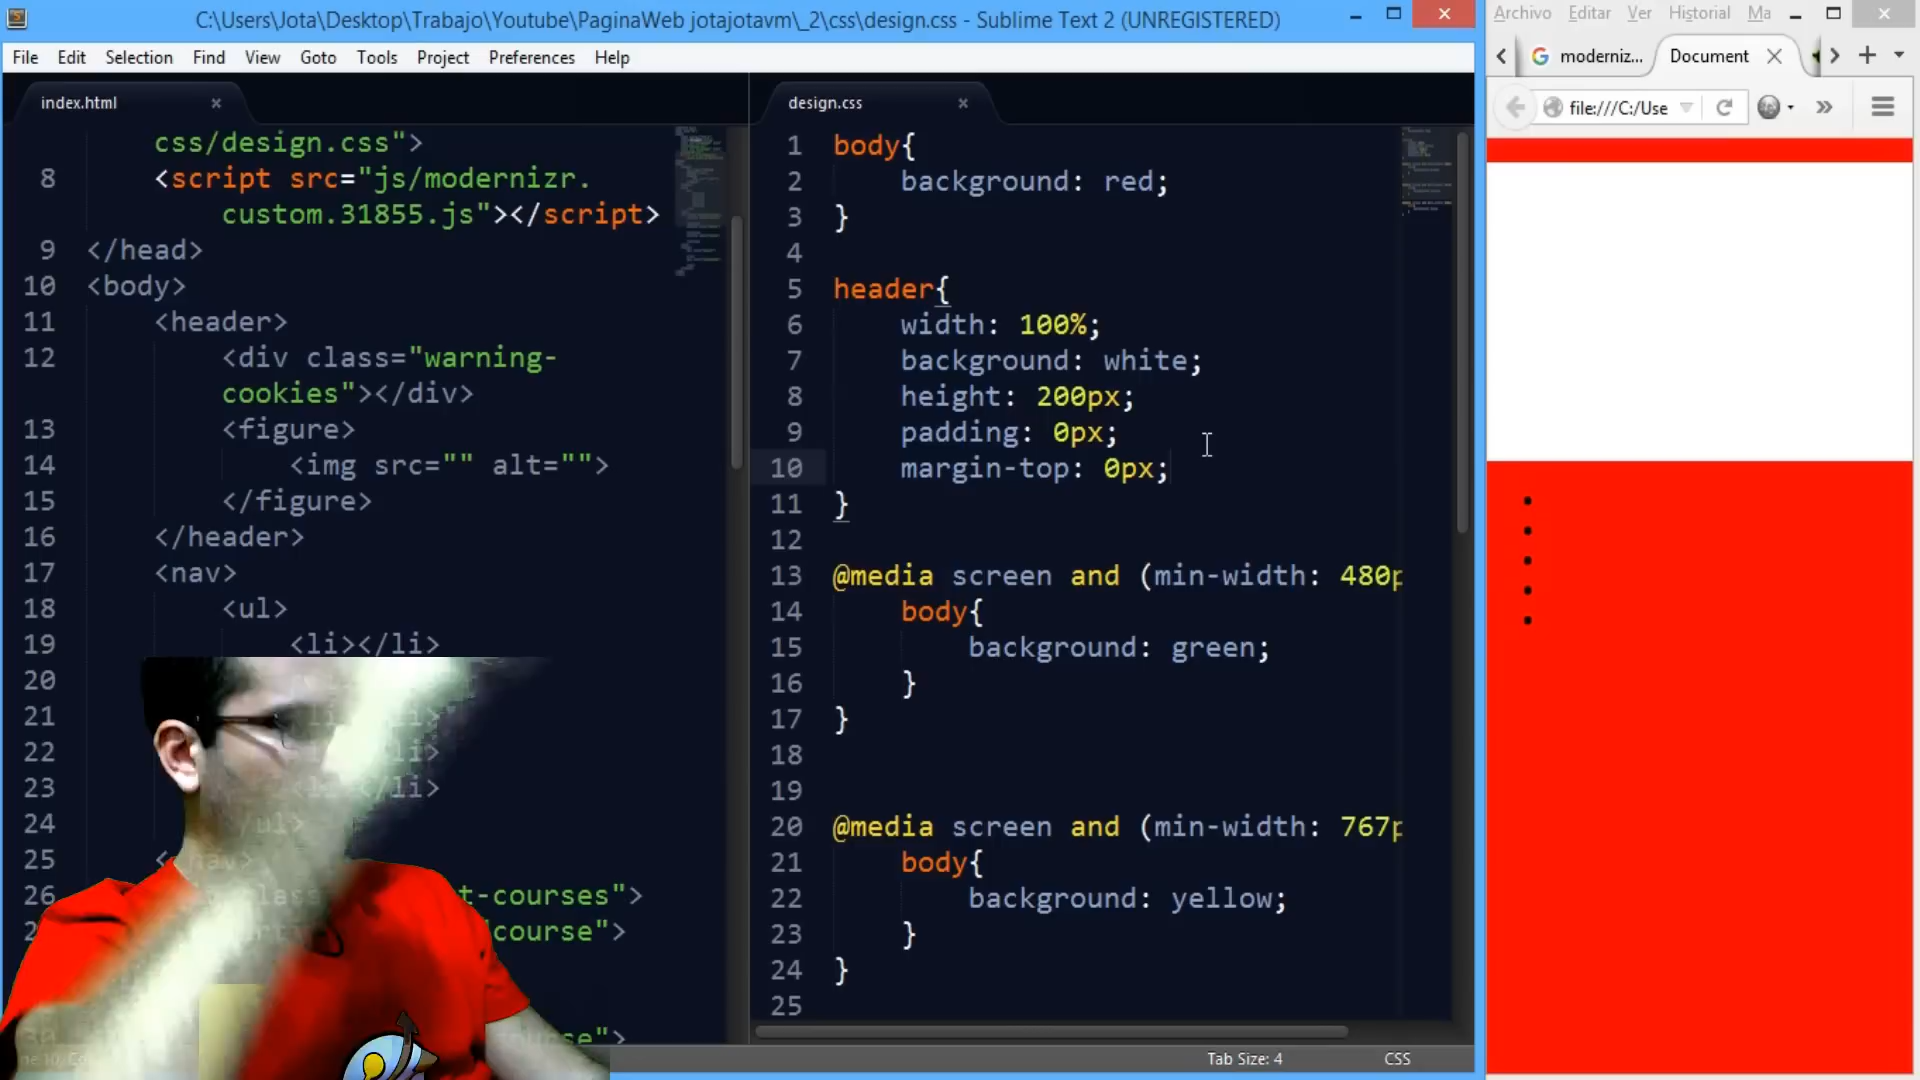 C:\Users\Jota\Desktop\Trabajo\Youtube\PaginaWeb jotajotavm\_2\css\design.css - Sublime Text 2 (UNREGISTERED)
File Edit Selection Find View Goto Tools Project Preferences Help
index.html
css/design.css">
8 <script src="js/modernizr.
custom.31855.js"></script>
9 </head>
10 <body>
11 <header>
12 <div class="warning-
cookies"></div>
13 <figure>
14 <img src="" alt="">
15 </figure>
16 </header>
17 <nav>
18 <ul>
19 <li></li>
20
21 li>
22 li>
23 /li>
24 /ul>
25 nav>
26 class t-courses">
course">
course">
design.css
1 body{
2 background: red;
3 }
4
5 header{
6 width: 100%;
7 background: white;
8 height: 200px;
9 padding: 0px;
10 margin-top: 0px;
11 }
12
13 @media screen and (min-width: 480p
14 body{
15 background: green;
16 }
17 }
18
19
20 @media screen and (min-width: 767p
21 body{
22 background: yellow;
23 }
24 }
25
Tab Size: 4 CSS
Archivo Editar Ver Historial Ma
moderniz...
Document
file:///C:/Use